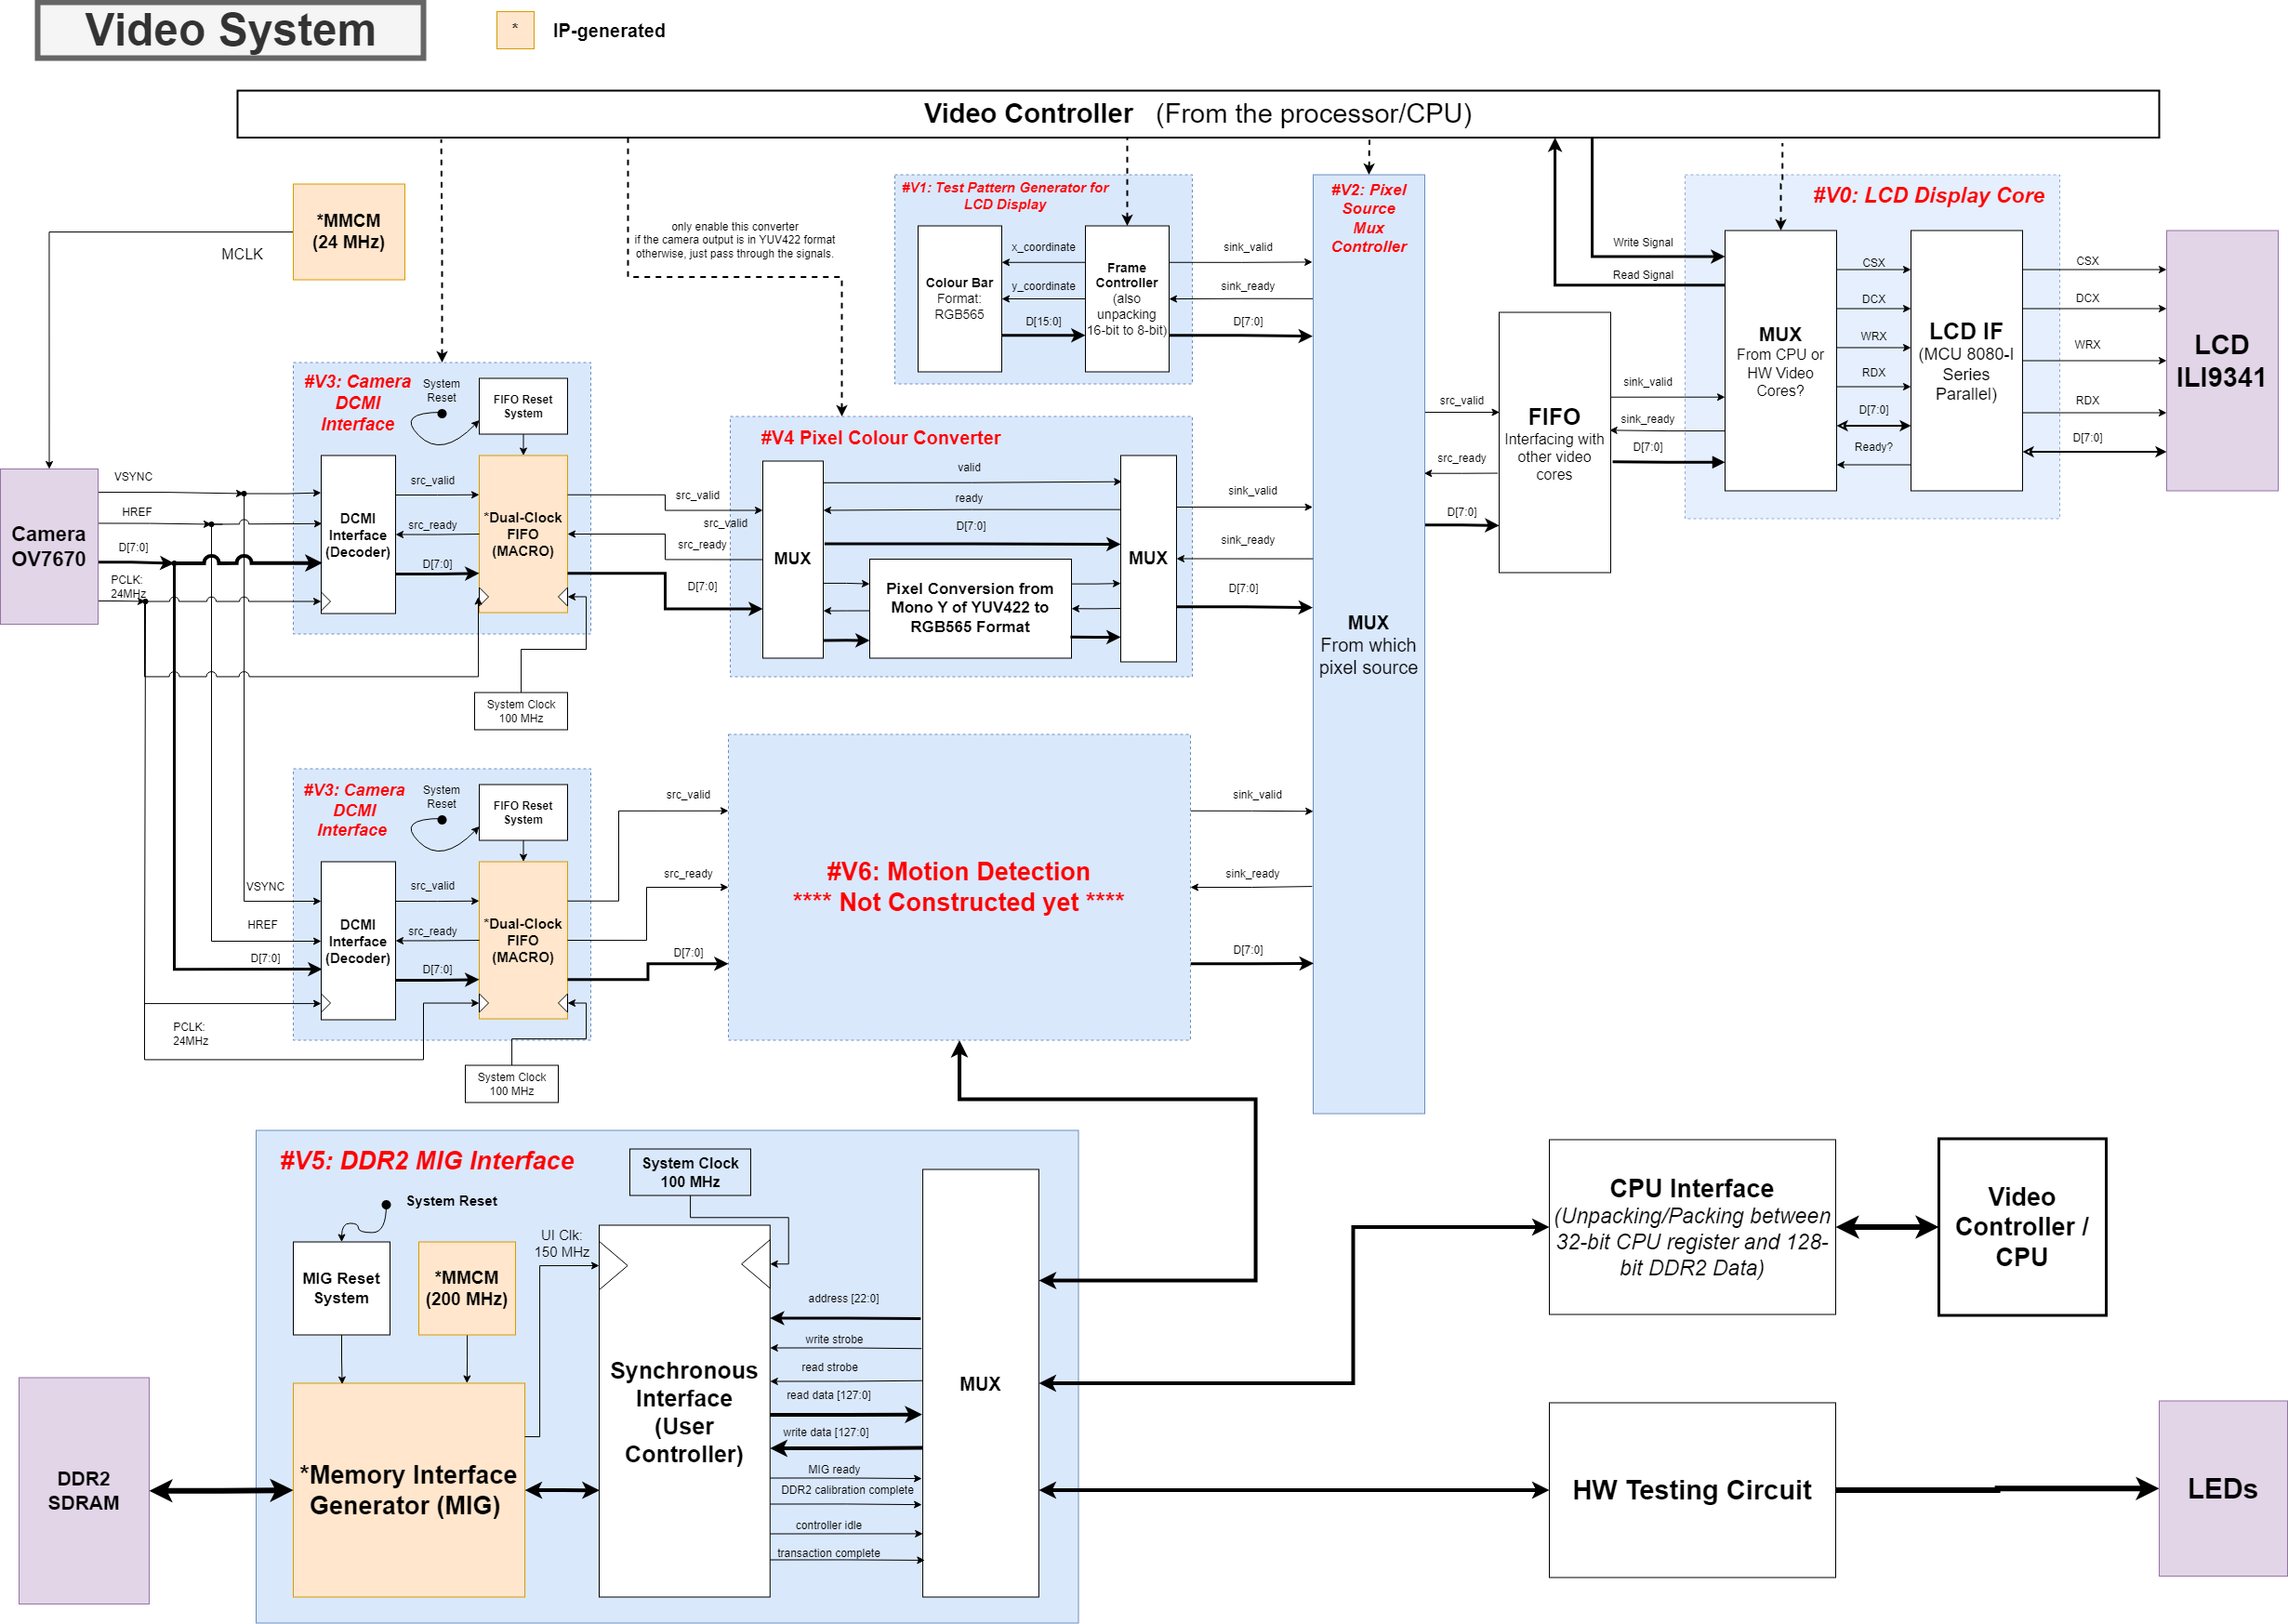 Video System
*
IP-generated
Video Controller (From the processor/CPU)
*MMCM
(24 MHz)
MCLK
only enable this converter
if the camera output is in YUV422 format
otherwise, just pass through the signals.
#V1: Test Pattern Generator for
LCD Display
Colour Bar
Format:
RGB565
x_coordinate
y_coordinate
D[15:0]
Frame
Controller
(also
unpacking
16-bit to 8-bit)
sink_valid
sink_ready
D[7:0]
#V2: Pixel
Source
Mux
Controller
MUX
From which
pixel source
src_valid
src_ready
D[7:0]
FIFO
Interfacing with
other video
cores
sink_valid
sink_ready
D[7:0]
Write Signal
Read Signal
#V0: LCD Display Core
MUX
From CPU or
HW Video
Cores?
CSX
DCX
WRX
RDX
D[7:0]
Ready?
LCD IF
(MCU 8080-I
Series
Parallel)
CSX
DCX
WRX
RDX
D[7:0]
LCD
ILI9341
Camera
OV7670
VSYNC
HREF
D[7:0]
PCLK:
24MHz
#V3: Camera
DCMI
Interface
System
Reset
FIFO Reset
System
DCMI
Interface
(Decoder)
src_valid
src_ready
D[7:0]
*Dual-Clock
FIFO
(MACRO)
System Clock
100 MHz
src_valid
src_valid
src_ready
D[7:0]
#V4 Pixel Colour Converter
MUX
valid
ready
D[7:0]
Pixel Conversion from
Mono Y of YUV422 to
RGB565 Format
MUX
sink_valid
sink_ready
D[7:0]
#V3: Camera
DCMI
Interface
System
Reset
FIFO Reset
System
VSYNC
HREF
D[7:0]
PCLK:
24MHz
DCMI
Interface
(Decoder)
src_valid
src_ready
D[7:0]
*Dual-Clock
FIFO
(MACRO)
System Clock
100 MHz
src_valid
src_ready
D[7:0]
#V6: Motion Detection
**** Not Constructed yet ****
sink_valid
sink_ready
D[7:0]
#V5: DDR2 MIG Interface
System Reset
MIG Reset
System
*MMCM
(200 MHz)
UI Clk:
150 MHz
System Clock
100 MHz
DDR2
SDRAM
*Memory Interface
Generator (MIG)
Synchronous
Interface
(User
Controller)
address [22:0]
write strobe
read strobe
read data [127:0]
write data [127:0]
MIG ready
DDR2 calibration complete
controller idle
transaction complete
MUX
CPU Interface
(Unpacking/Packing between
32-bit CPU register and 128-
bit DDR2 Data)
Video
Controller /
CPU
HW Testing Circuit
LEDs